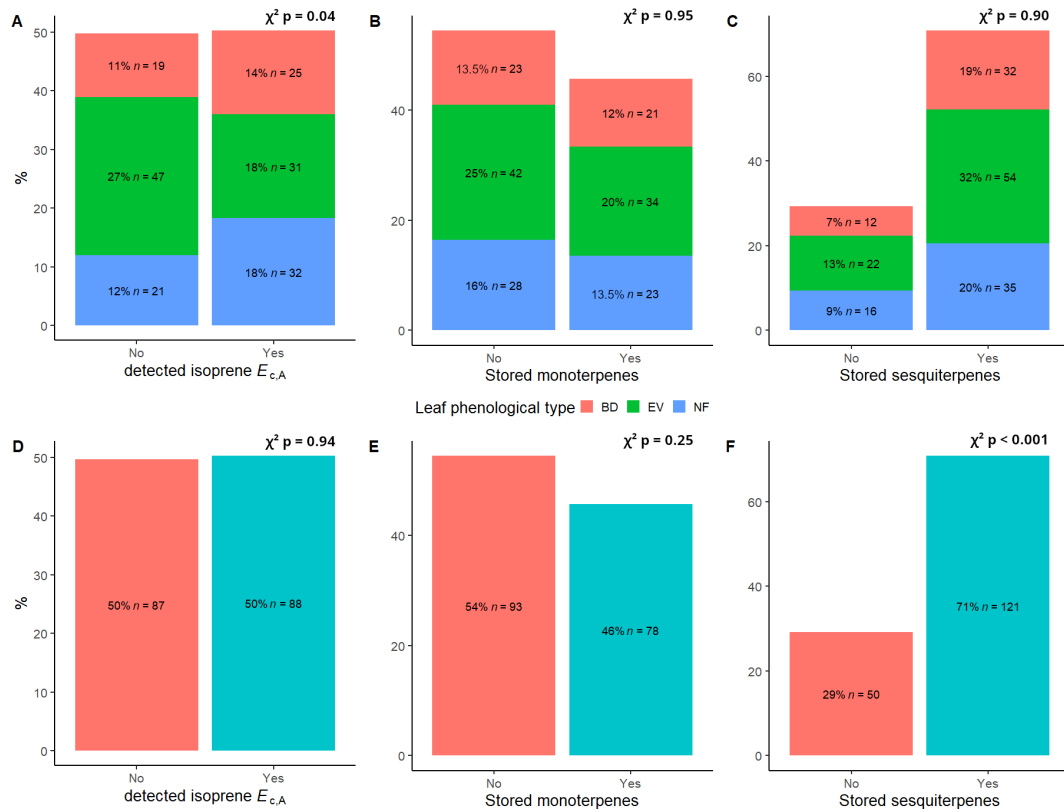 A
χ² p = 0.04
50
40
30
20
10
0
%
11% n = 19
14% n = 25
27% n = 47
18% n = 31
12% n = 21
18% n = 32
No
Yes
detected isoprene Ec,A
B
χ² p = 0.95
40
20
0
13.5% n = 23
12% n = 21
25% n = 42
20% n = 34
16% n = 28
13.5% n = 23
No
Yes
Stored monoterpenes
C
χ² p = 0.90
60
40
20
0
19% n = 32
32% n = 54
7% n = 12
13% n = 22
9% n = 16
20% n = 35
No
Yes
Stored sesquiterpenes
Leaf phenological type BD EV NF
D
χ² p = 0.94
50
40
30
20
10
0
%
50% n = 87
50% n = 88
No
Yes
detected isoprene Ec,A
E
χ² p = 0.25
40
20
0
54% n = 93
46% n = 78
No
Yes
Stored monoterpenes
F
χ² p < 0.001
60
40
20
0
71% n = 121
29% n = 50
No
Yes
Stored sesquiterpenes